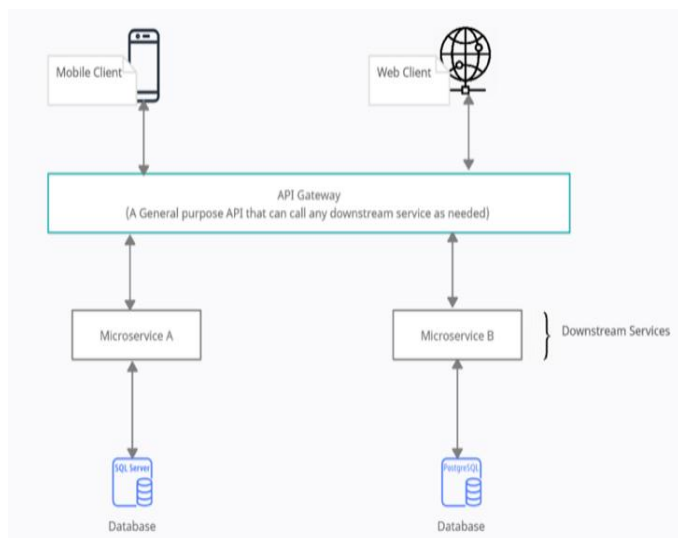 Mobile Client
Web Client
API Gateway
(A General purpose API that can call any downstream service as needed)
Microservice A
Microservice B
Downstream Services
SQL Server
PostgreSQL
Database
Database